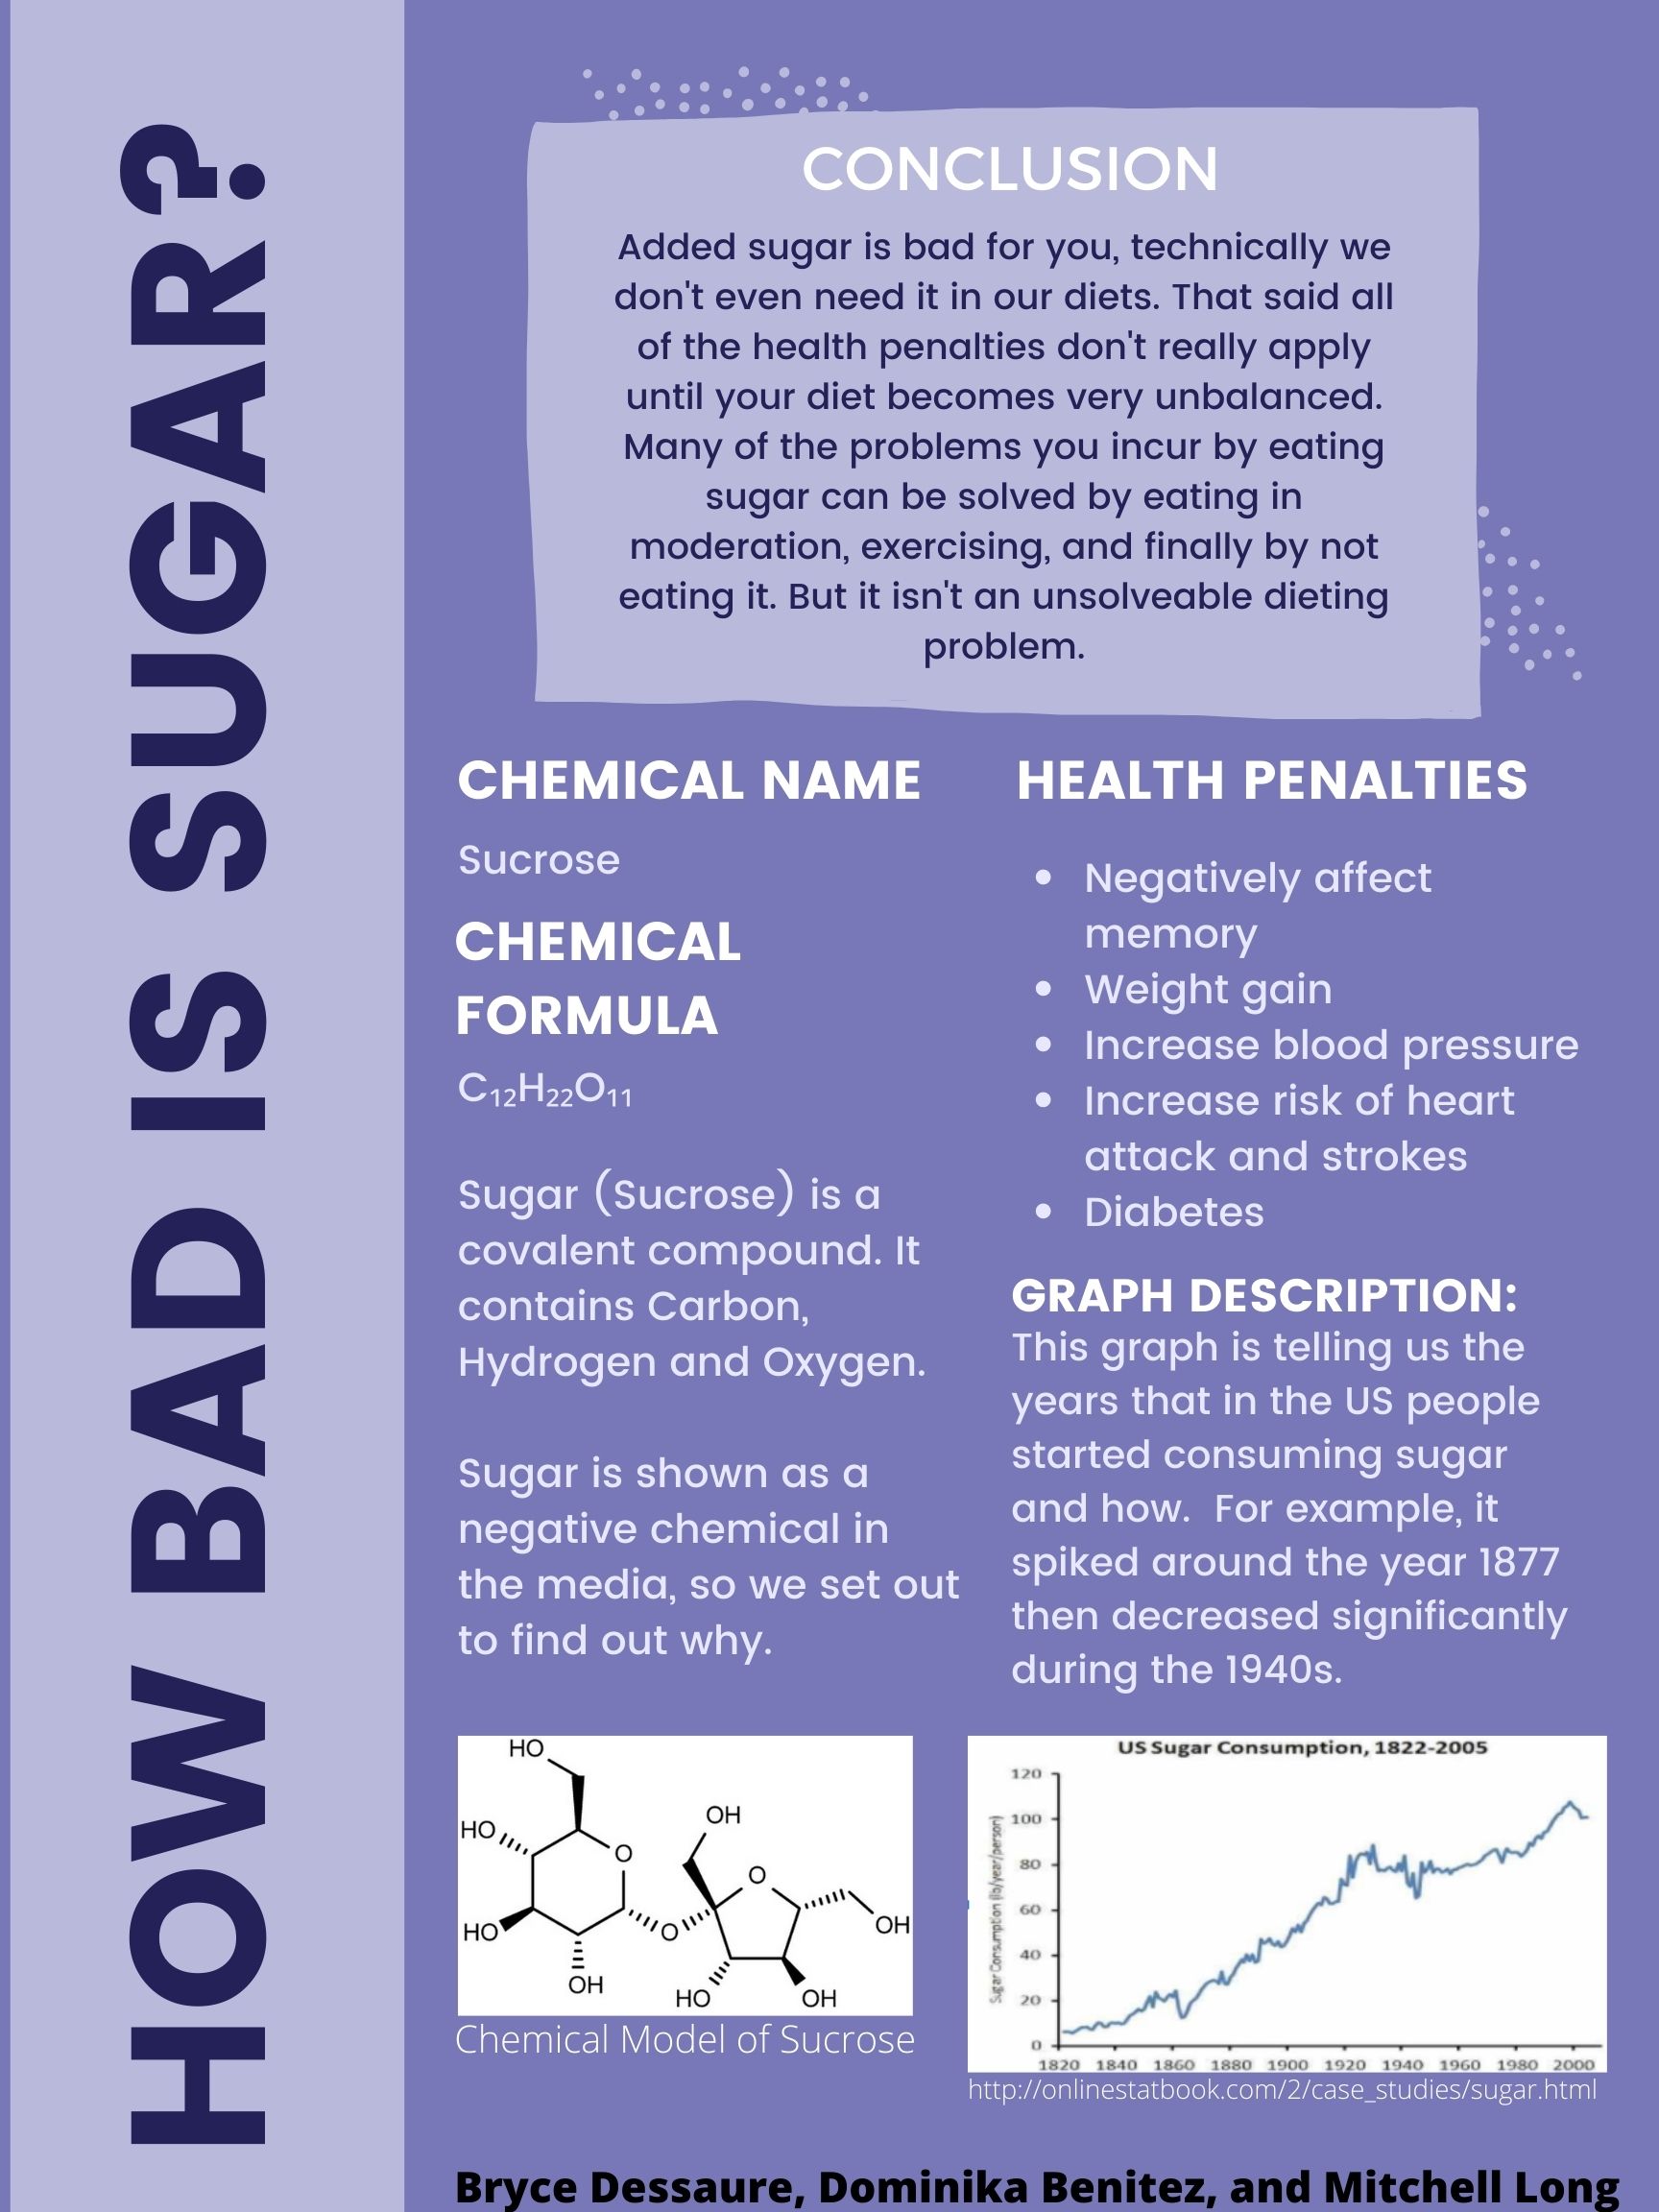 HOW BAD IS SUGAR?
CONCLUSION
Added sugar is bad for you, technically we
don't even need it in our diets. That said all
of the health penalties don't really apply
until your diet becomes very unbalanced.
Many of the problems you incur by eating
sugar can be solved by eating in
moderation, exercising, and finally by not
eating it. But it isn't an unsolveable dieting
problem.
CHEMICAL NAME
Sucrose
CHEMICAL
FORMULA
C₁₂H₂₂O₁₁
Sugar (Sucrose) is a
covalent compound. It
contains Carbon,
Hydrogen and Oxygen.
Sugar is shown as a
negative chemical in
the media, so we set out
to find out why.
HEALTH PENALTIES
• Negatively affect
memory
• Weight gain
• Increase blood pressure
• Increase risk of heart
attack and strokes
• Diabetes
GRAPH DESCRIPTION:
This graph is telling us the
years that in the US people
started consuming sugar
and how. For example, it
spiked around the year 1877
then decreased significantly
during the 1940s.
HO
OH
HO
O
O
HO
O
OH
OH
HO
OH
Chemical Model of Sucrose
US Sugar Consumption, 1822-2005
Sugar Consumption (lb/year/person)
120
100
80
60
40
20
0
1820 1840 1860 1880 1900 1920 1940 1960 1980 2000
http://onlinestatbook.com/2/case_studies/sugar.html
Bryce Dessaure, Dominika Benitez, and Mitchell Long